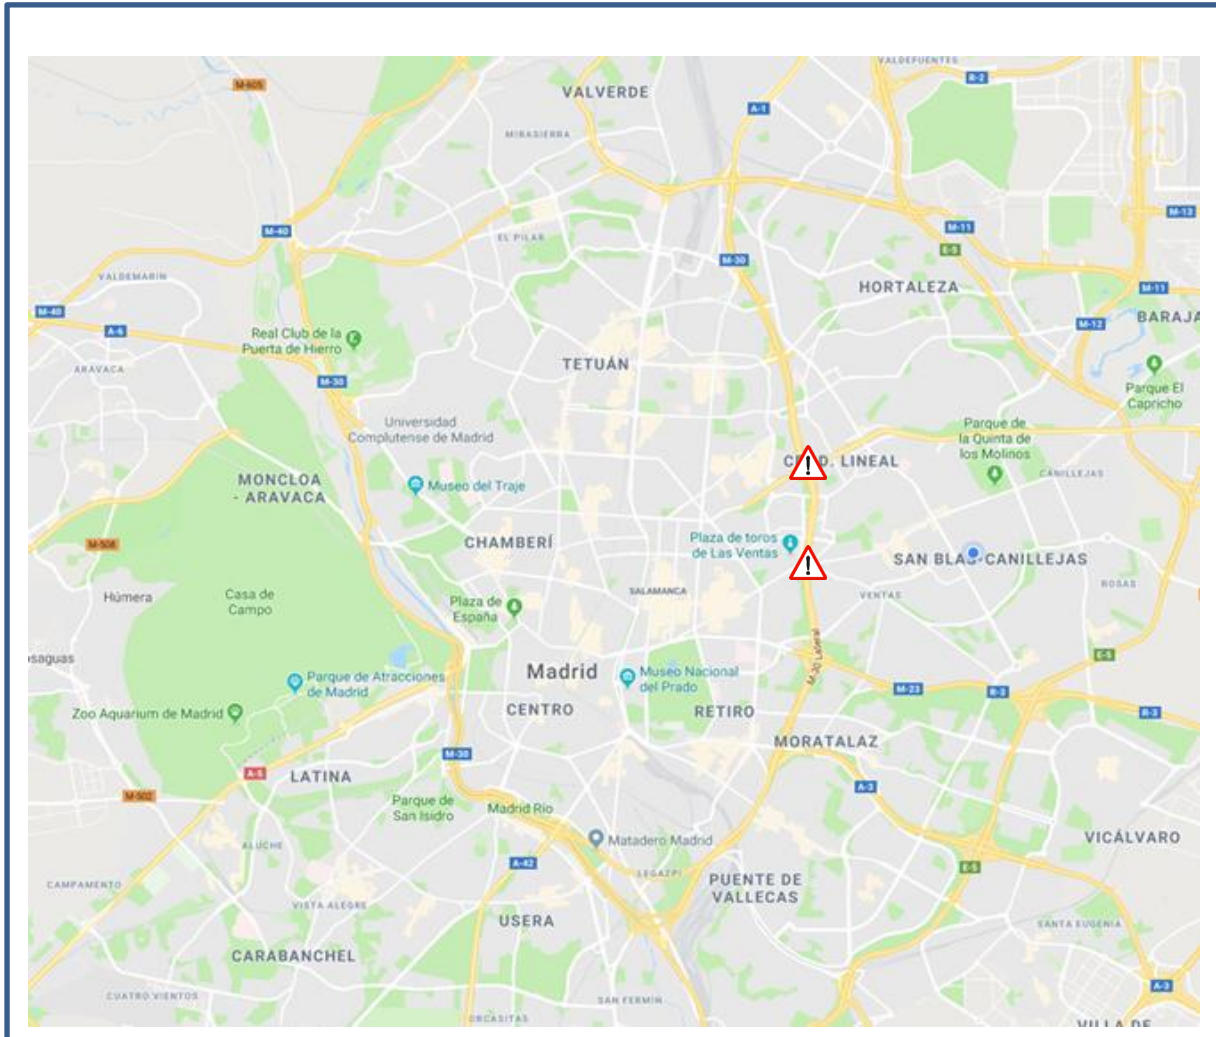 VALDEFUENTES
M-605
R-2
VALVERDE
A-1
MIRASIERRA
M-40
EL PILAR
M-13
M-11
E-5
M-30
VALDEMARÍN
HORTALEZA
M-11
M-40
A-6
M-12
BARAJA
Real Club de la
Puerta de Hierro
TETUÁN
ARAVACA
M-30
Parque El
Capricho
Universidad
Complutense de Madrid
Parque de
la Quinta de
los Molinos
D. LINEAL
CANILLEJAS
MONCLOA
- ARAVACA
Museo del Traje
M-508
CHAMBERÍ
Plaza de toros
de Las Ventas
SAN BLAS-CANILLEJAS
ROSAS
Húmera
Casa de
Campo
Plaza de
España
SALAMANCA
VENTAS
osaguas
M-30 Lateral
E-5
Parque de Atracciones
de Madrid
Madrid
Museo Nacional
del Prado
M-23
R-3
Zoo Aquarium de Madrid
CENTRO
RETIRO
R-3
MORATALAZ
M-30
A-5
LATINA
A-3
M-502
Parque de
San Isidro
Madrid Río
Matadero Madrid
VICÁLVARO
ALUCHE
A-42
E-5
LEGAZPI
CAMPAMENTO
PUENTE DE
VALLECAS
VISTA ALEGRE
USERA
SANTA EUGENIA
CARABANCHEL
A-3
CUATRO VIENTOS
SAN FERMÍN
ORCASITAS
VILLA DE